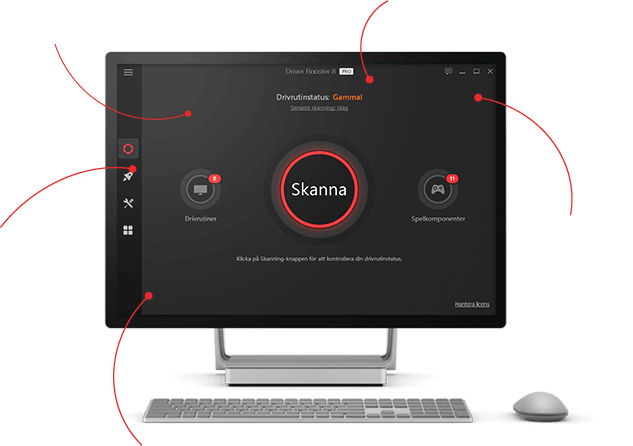 Driver Booster 8 PRO
Drivrutinstatus: Gammal
Senaste skanning: Idag
8
11
Skanna
Drivrutiner
Spelkomponenter
Klicka på Skanning-knappen för att kontrollera din drivrutinstatus.
Hantera licens